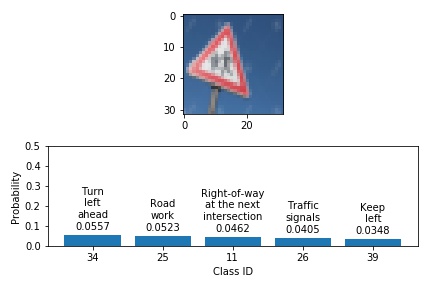 0
10
20
30
0 20
0.5
0.4
0.3
0.2
0.1
0.0
Probability
Turn
left
ahead
0.0557
Road
work
0.0523
Right-of-way
at the next
intersection
0.0462
Traffic
signals
0.0405
Keep
left
0.0348
34 25 11 26 39
Class ID